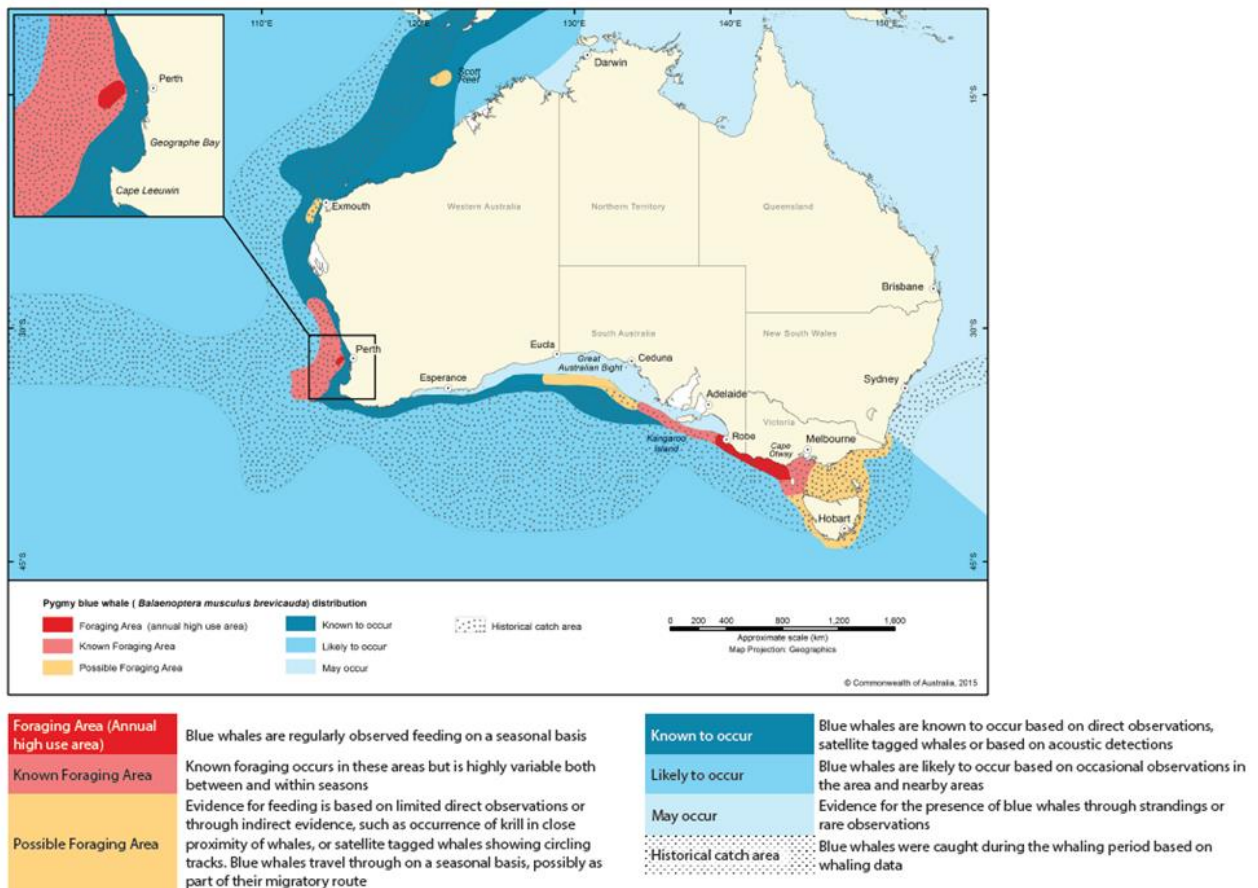 110°E
120°E
130°E
140°E
150°E
Perth
Geographe Bay
Cape Leeuwin
Scott
Reef
Darwin
15°S
15°S
Exmouth
Western Australia
Northern Territory
Queensland
Brisbane
30°S
30°S
South Australia
New South Wales
Perth
Eucla
Great
Australian Bight
Ceduna
Esperance
Sydney
Adelaide
Victoria
Kangaroo
Island
Robe
Cape
Otway
Melbourne
Hobart
45°S
45°S
Pygmy blue whale ( Balaenoptera musculus brevicauda) distribution
Foraging Area (annual high use area)
Known Foraging Area
Possible Foraging Area
Known to occur
Likely to occur
May occur
Historical catch area
0 200 400 800 1,200 1,600
Approximate scale (km)
Map Projection: Geographics
© Commonwealth of Australia, 2015
Foraging Area (Annual
high use area)
Blue whales are regularly observed feeding on a seasonal basis
Known Foraging Area
Known foraging occurs in these areas but is highly variable both
between and within seasons
Possible Foraging Area
Evidence for feeding is based on limited direct observations or
through indirect evidence, such as occurrence of krill in close
proximity of whales, or satellite tagged whales showing circling
tracks. Blue whales travel through on a seasonal basis, possibly as
part of their migratory route
Known to occur
Blue whales are known to occur based on direct observations,
satellite tagged whales or based on acoustic detections
Likely to occur
Blue whales are likely to occur based on occasional observations in
the area and nearby areas
May occur
Evidence for the presence of blue whales through strandings or
rare observations
Historical catch area
Blue whales were caught during the whaling period based on
whaling data